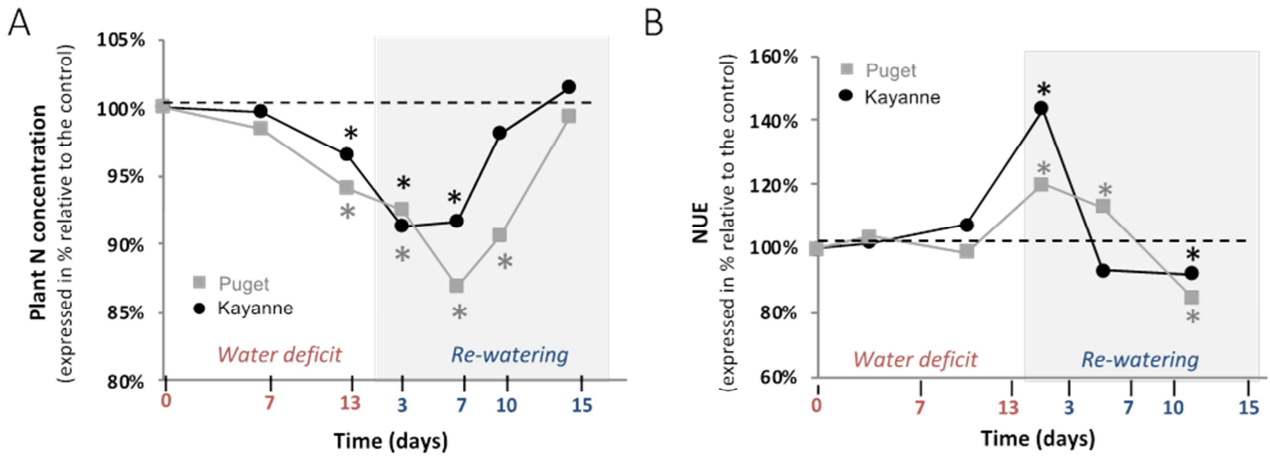 A
Plant N concentration
(expressed in % relative to the control)
105%
100%
95%
90%
85%
80%
*
*
*
*
*
*
*
Puget
Kayanne
Water deficit
Re-watering
0 7 13 3 7 10 15
Time (days)
B
NUE
(expressed in % relative to the control)
160%
140%
120%
100%
80%
60%
Puget
Kayanne
*
*
*
*
*
Water deficit
Re-watering
0 7 13 3 7 10 15
Time (days)